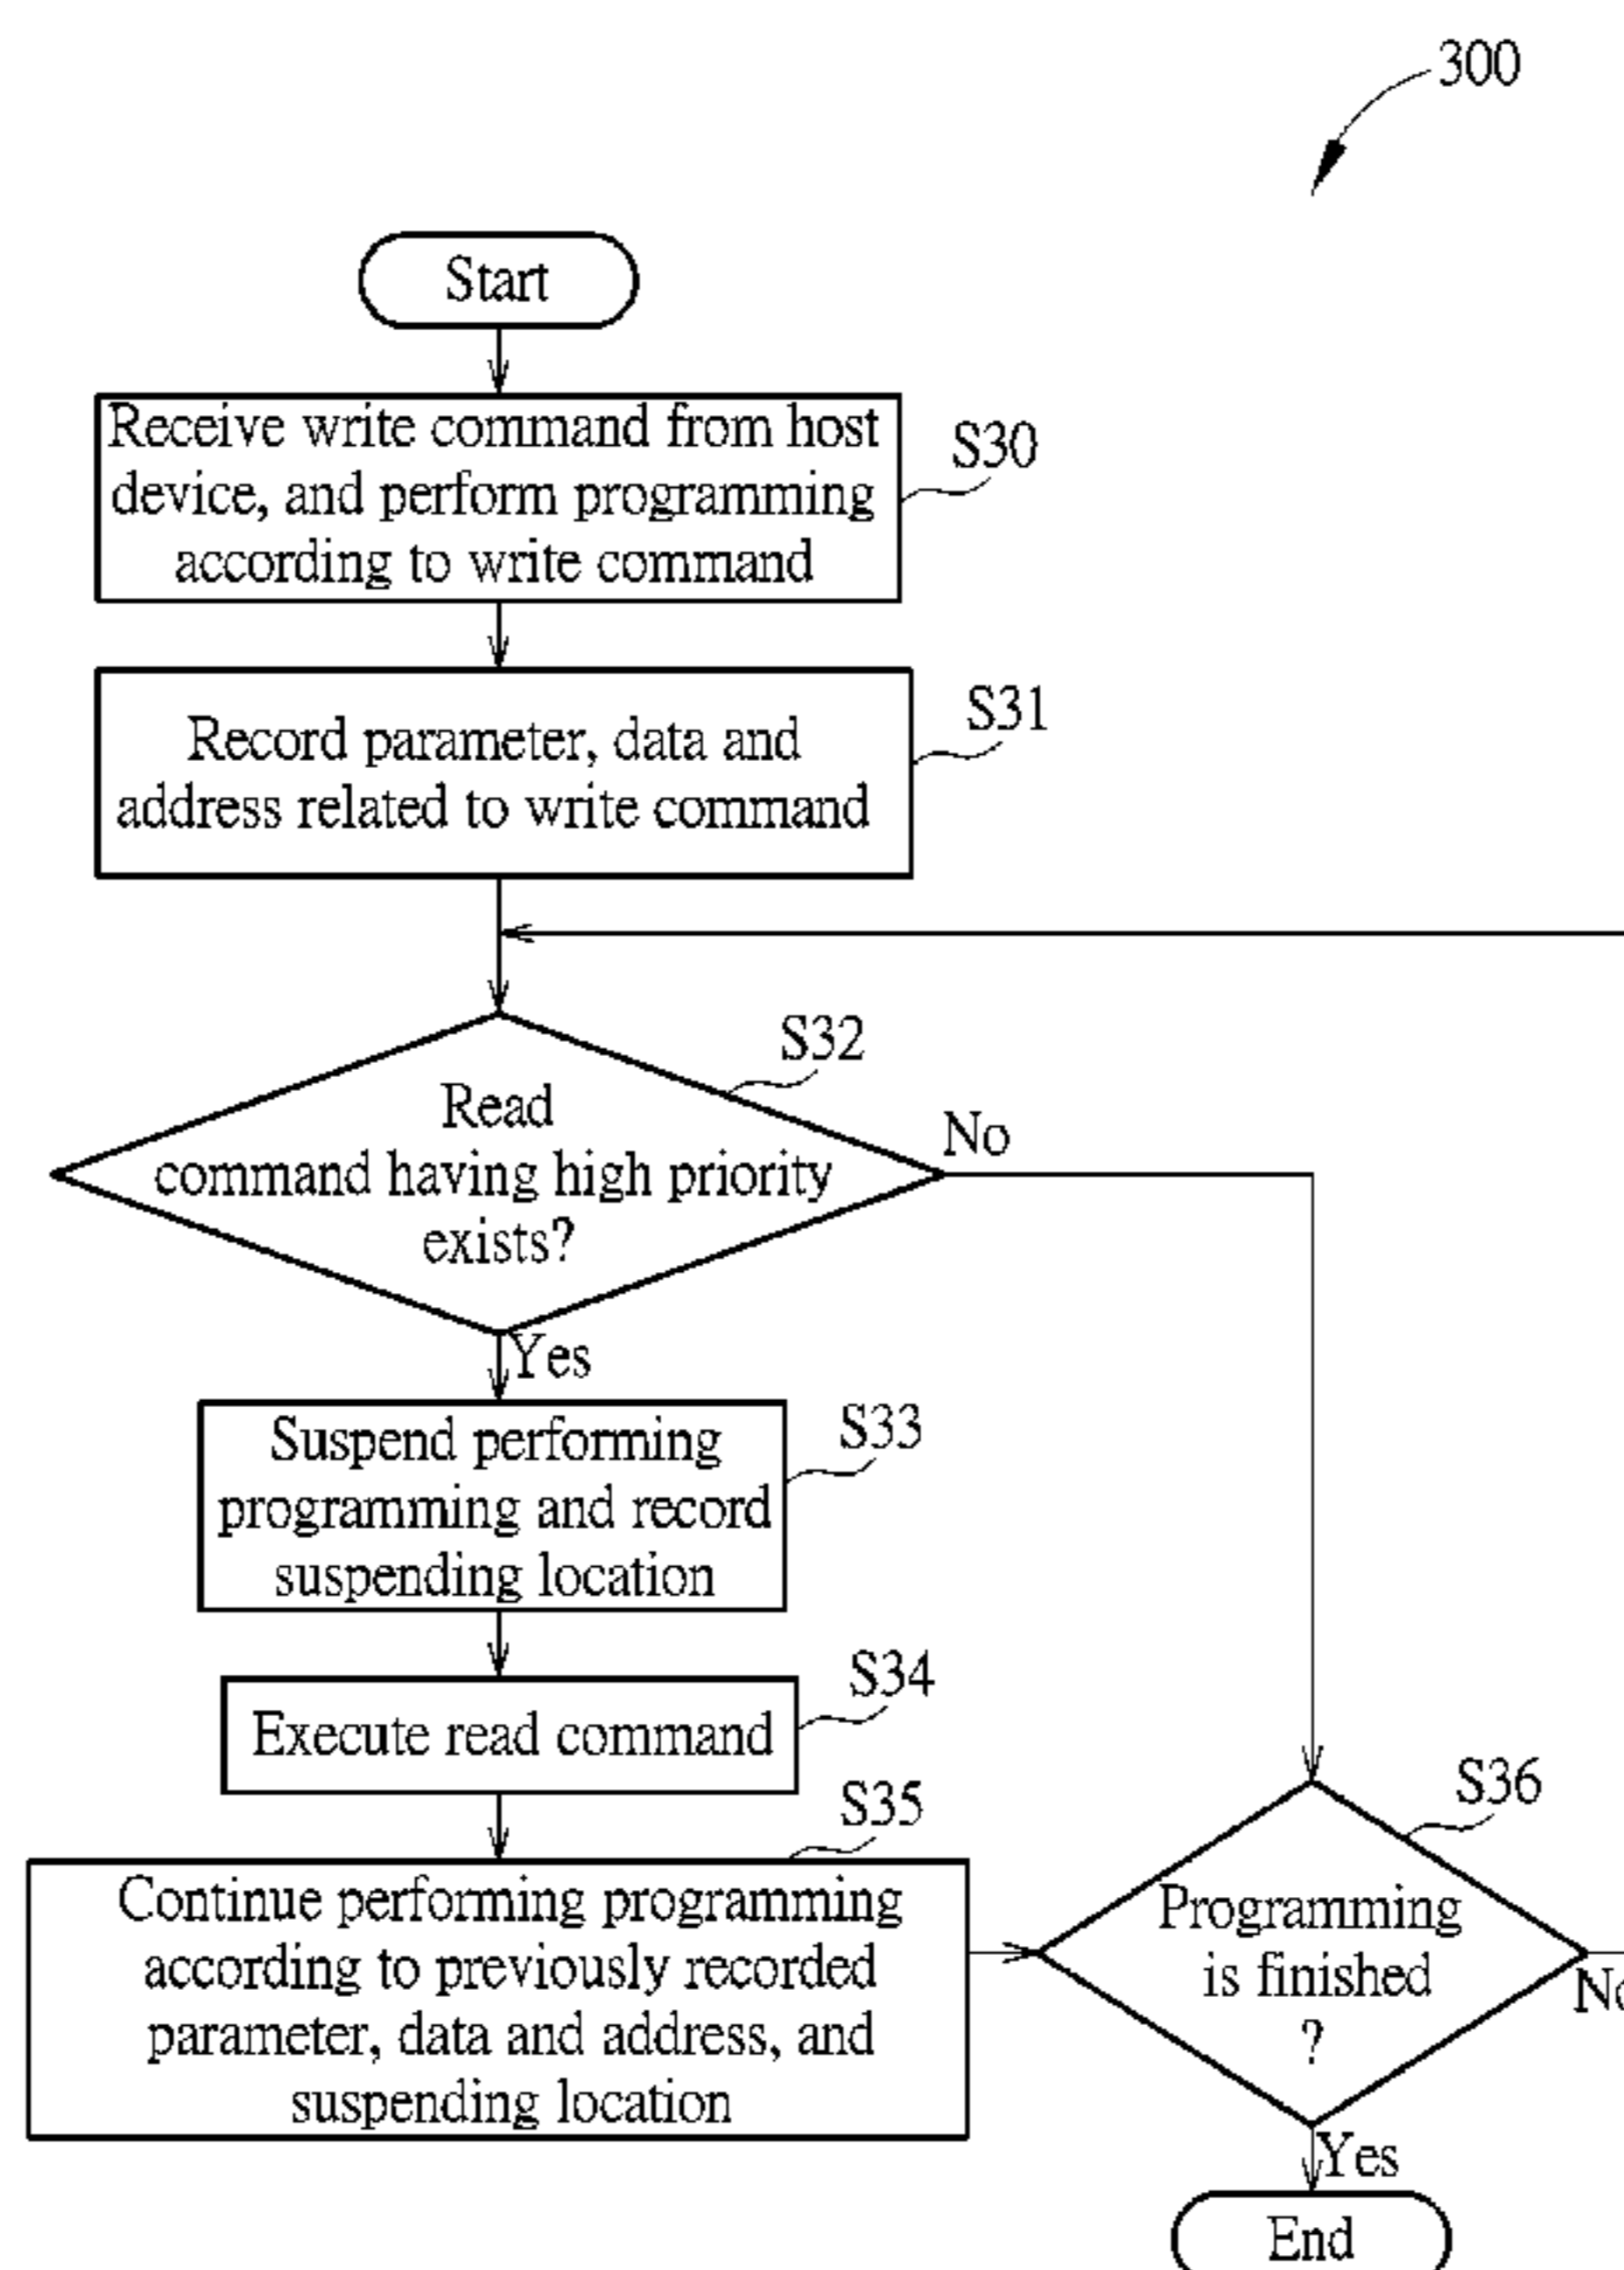 300
Start
Receive write command from host
device, and perform programming
according to write command
S30
Record parameter, data and
address related to write command
S31
Read
command having high priority
exists?
S32
No
Yes
Suspend performing
programming and record
suspending location
S33
Execute read command
S34
Continue performing programming
according to previously recorded
parameter, data and address, and
suspending location
S35
Programming
is finished
?
S36
No
Yes
End